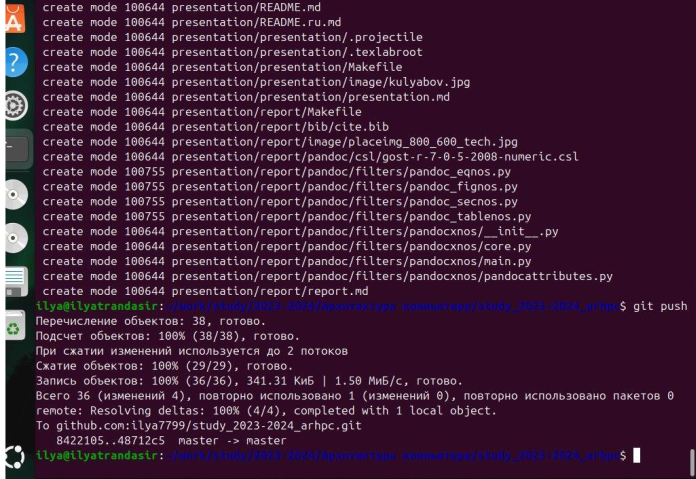 create mode 100644 presentation/README.md
create mode 100644 presentation/README.ru.md
create mode 100644 presentation/presentation/.projectile
create mode 100644 presentation/presentation/.texlabroot
create mode 100644 presentation/presentation/Makefile
create mode 100644 presentation/presentation/image/kulyabov.jpg
create mode 100644 presentation/presentation/presentation.md
create mode 100644 presentation/report/Makefile
create mode 100644 presentation/report/bib/cite.bib
create mode 100644 presentation/report/image/placeimg_800_600_tech.jpg
create mode 100644 presentation/report/pandoc/csl/gost-r-7-0-5-2008-numeric.csl
create mode 100755 presentation/report/pandoc/filters/pandoc_eqnos.py
create mode 100755 presentation/report/pandoc/filters/pandoc_fignos.py
create mode 100755 presentation/report/pandoc/filters/pandoc_secnos.py
create mode 100755 presentation/report/pandoc/filters/pandoc_tablenos.py
create mode 100644 presentation/report/pandoc/filters/pandocxnos/__init__.py
create mode 100644 presentation/report/pandoc/filters/pandocxnos/core.py
create mode 100644 presentation/report/pandoc/filters/pandocxnos/main.py
create mode 100644 presentation/report/pandoc/filters/pandocxnos/pandocattributes.py
create mode 100644 presentation/report/report.md
ilya@ilyatrandasir:~/work/study/2023-2024/Архитектура компьютера/study_2023-2024_arhpc$ git push
Перечисление объектов: 38, готово.
Подсчет объектов: 100% (38/38), готово.
При сжатии изменений используется до 2 потоков
Сжатие объектов: 100% (29/29), готово.
Запись объектов: 100% (36/36), 341.31 КиБ | 1.50 МиБ/с, готово.
Всего 36 (изменений 4), повторно использовано 1 (изменений 0), повторно использовано пакетов 0
remote: Resolving deltas: 100% (4/4), completed with 1 local object.
To github.com:ilya7799/study_2023-2024_arhpc.git
8422105..48712c5 master -> master
ilya@ilyatrandasir:~/work/study/2023-2024/Архитектура компьютера/study_2023-2024_arhpc$